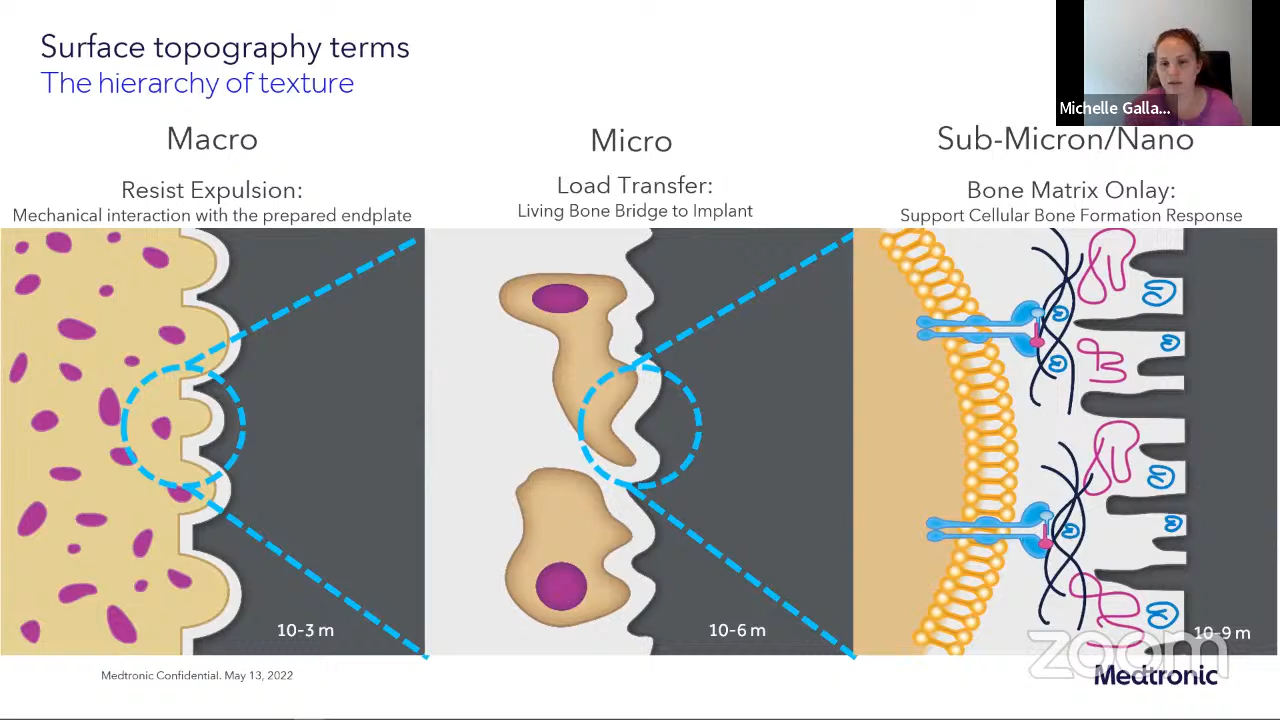 Surface topography terms
The hierarchy of texture
Michelle Galla...
Macro
Resist Expulsion:
Mechanical interaction with the prepared endplate
Micro
Load Transfer:
Living Bone Bridge to Implant
Sub-Micron/Nano
Bone Matrix Onlay:
Support Cellular Bone Formation Response
10-3 m
10-6 m
10-9 m
Medtronic Confidential. May 13, 2022
zoom
Medtronic